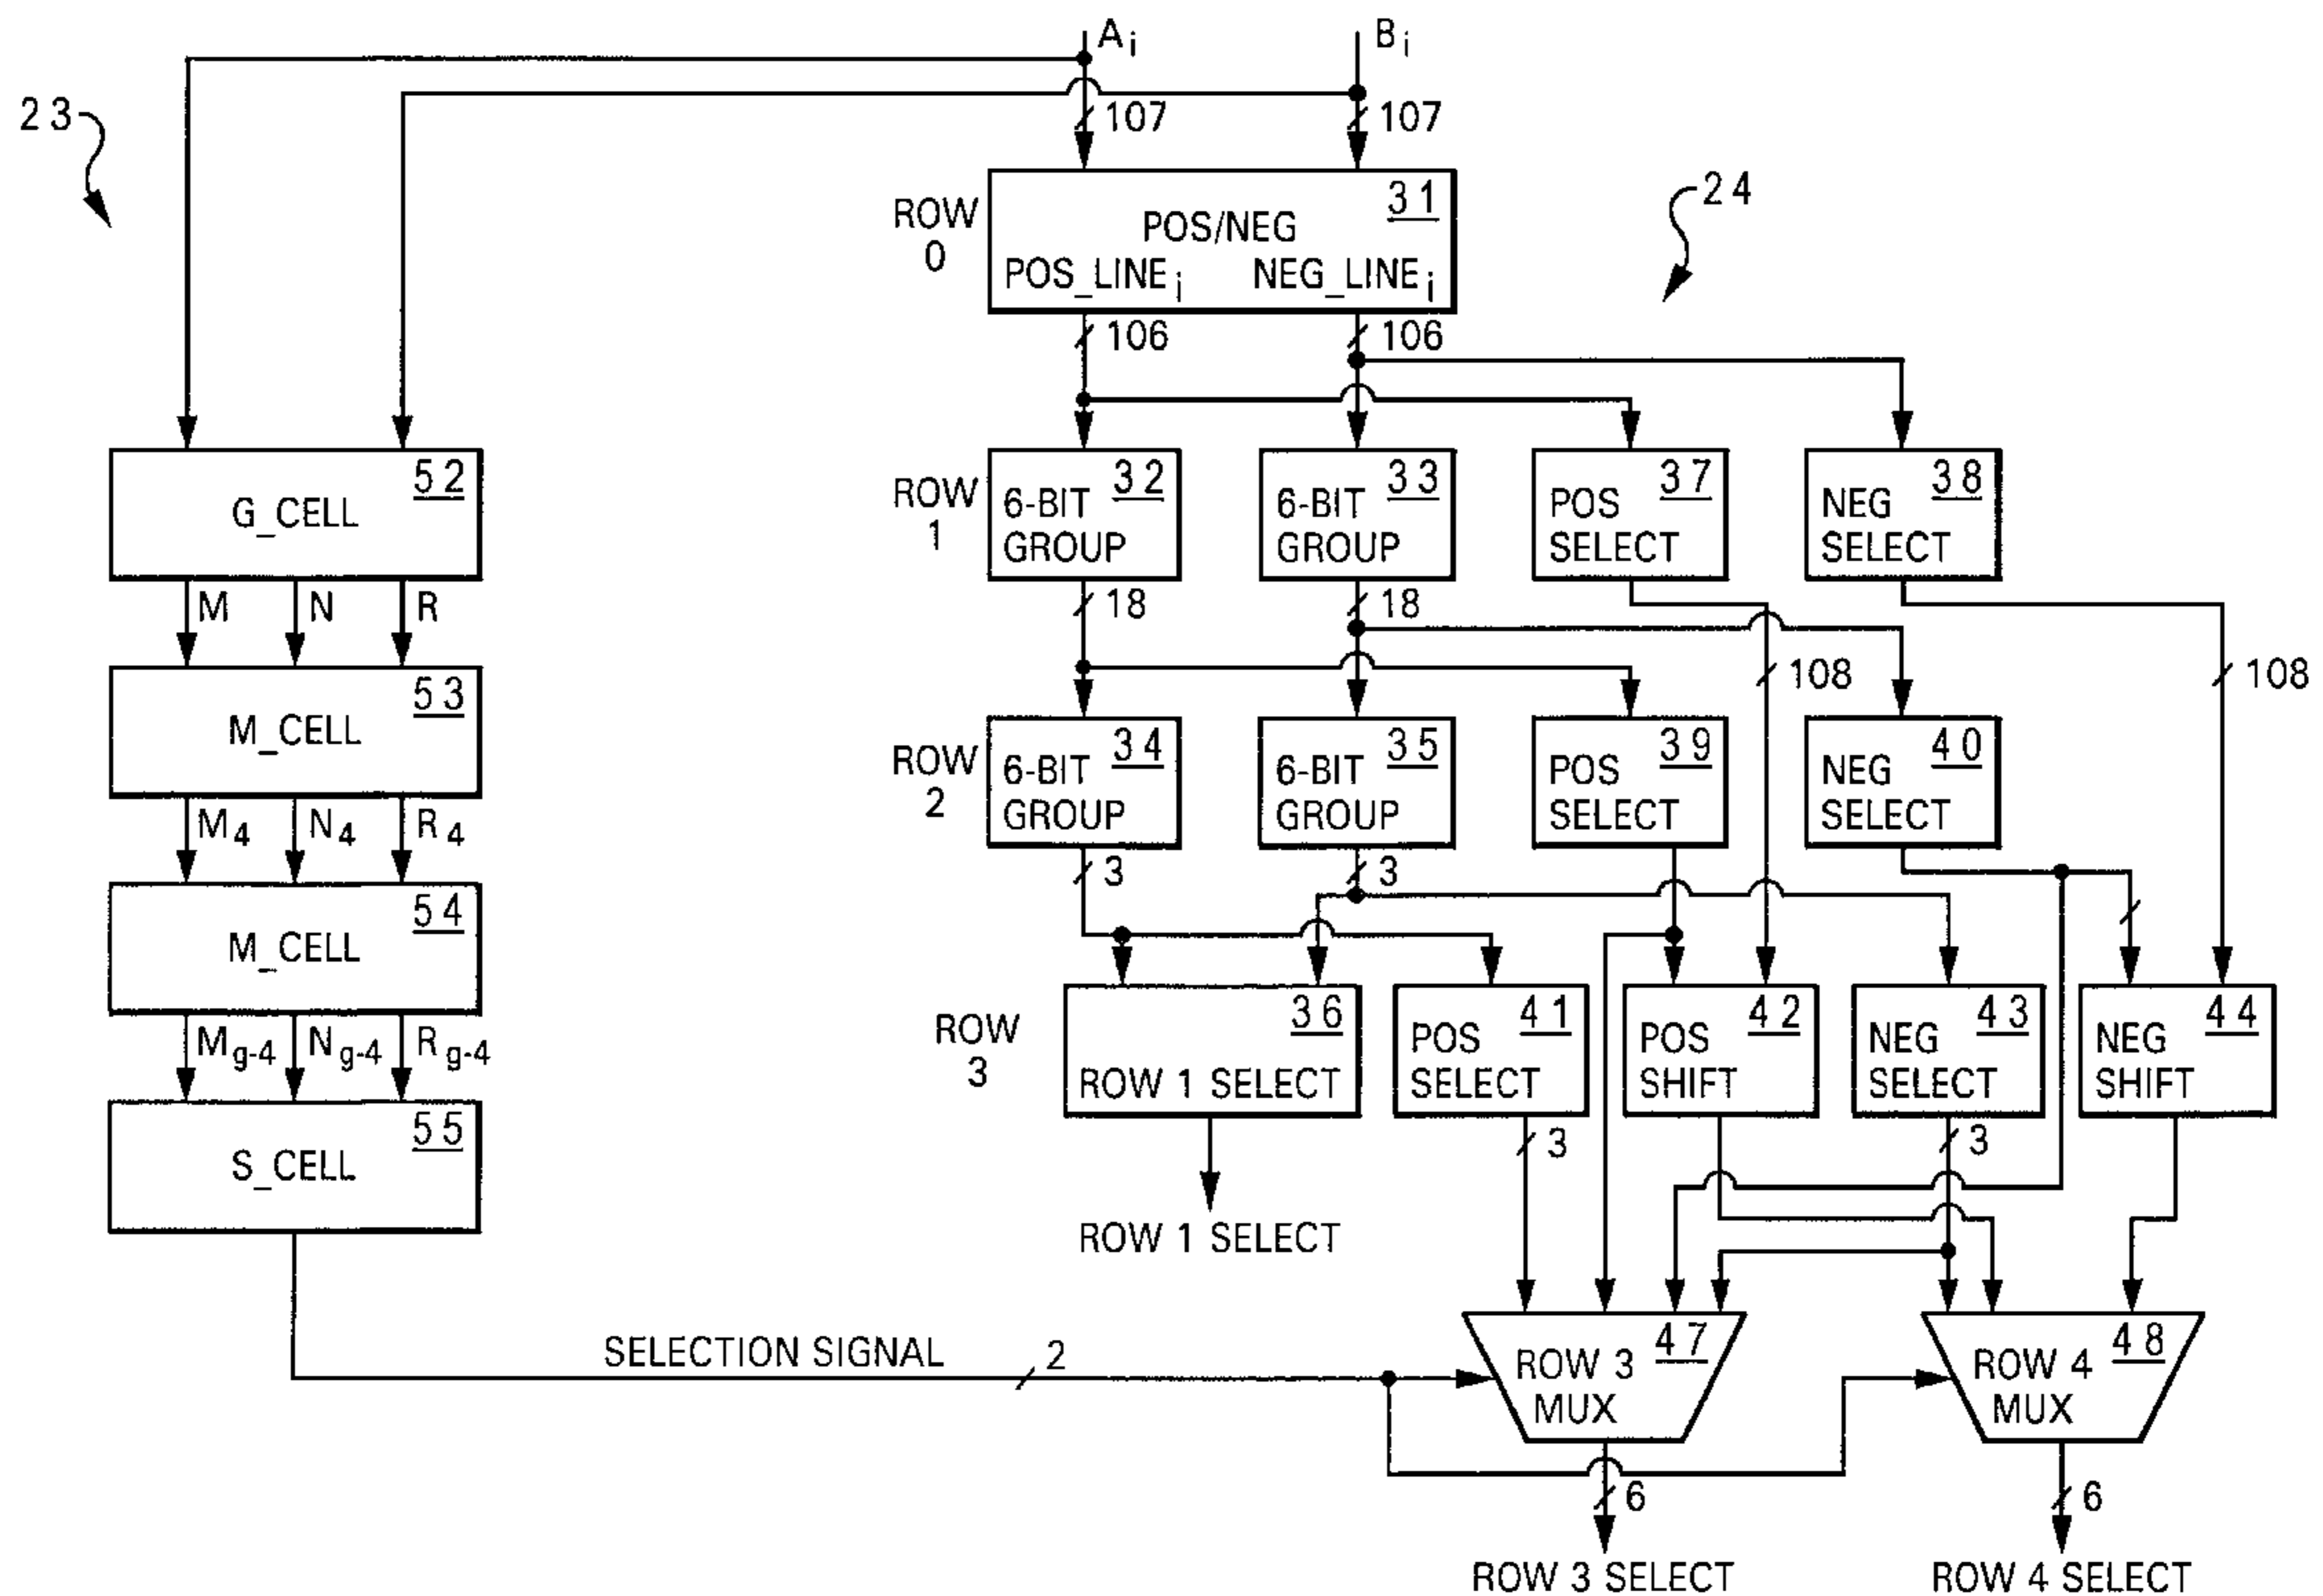 A i
B i
23
107
107
31
ROW
0
POS/NEG
POS_LINE i
NEG_LINE i
24
106
106
52
G_CELL
ROW
1
32
6-BIT
GROUP
33
6-BIT
GROUP
37
POS
SELECT
38
NEG
SELECT
M
N
R
18
18
108
108
53
M_CELL
ROW
2
34
6-BIT
GROUP
35
6-BIT
GROUP
39
POS
SELECT
40
NEG
SELECT
M4
N4
R4
3
3
54
M_CELL
ROW
3
36
ROW 1 SELECT
41
POS
SELECT
42
POS
SHIFT
43
NEG
SELECT
44
NEG
SHIFT
Mg-4
Ng-4
Rg-4
55
S_CELL
3
3
ROW 1 SELECT
SELECTION SIGNAL
2
47
ROW 3
MUX
48
ROW 4
MUX
6
6
ROW 3 SELECT
ROW 4 SELECT